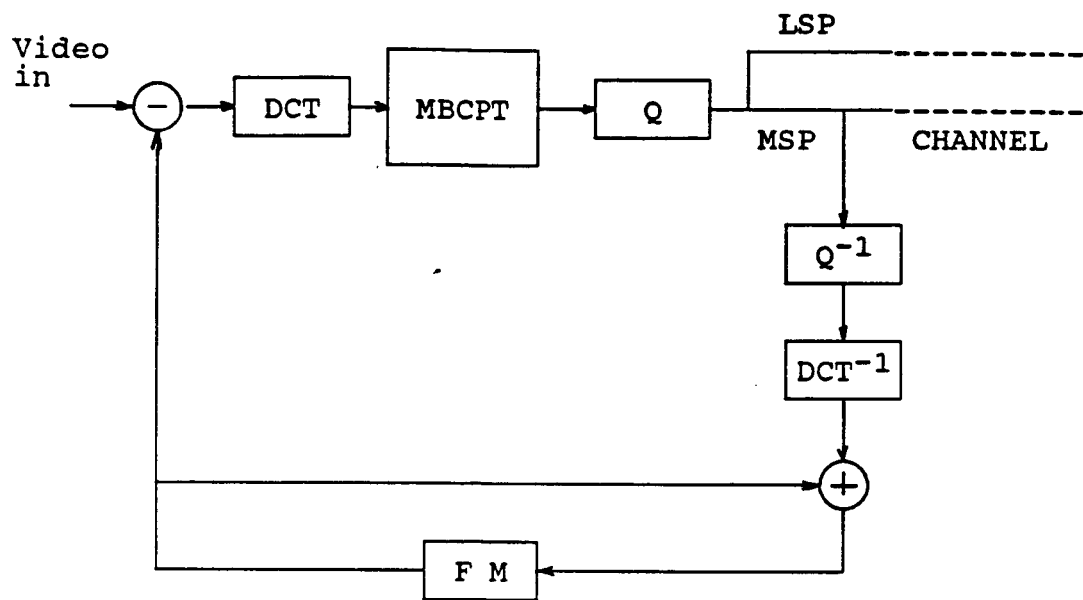 LSP
Video
in
−
DCT
MBCPT
Q
MSP
CHANNEL
Q⁻¹
DCT⁻¹
+
F M